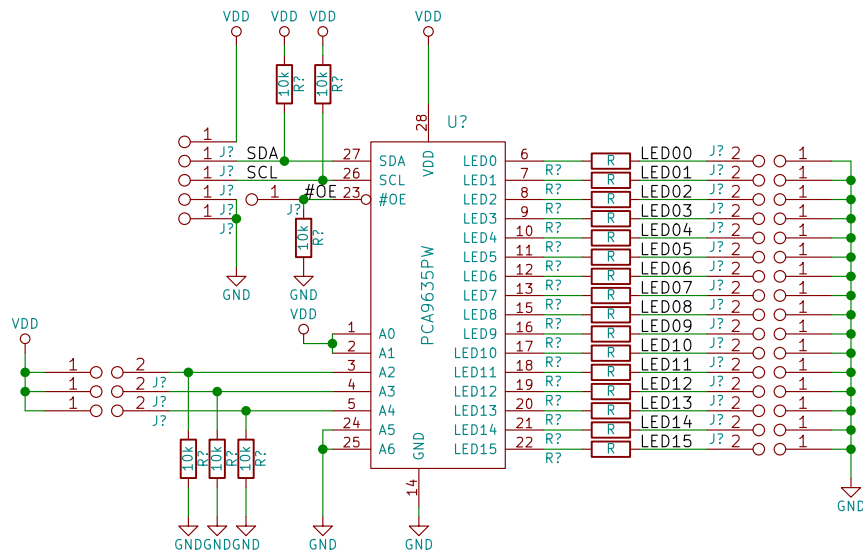 VDD VDD VDD VDD
10k R? 10k R?
28 U?
1
J? SDA 27 SDA VDD LED0 6 R LED00 J? 2 1
1
1 SCL 26 SCL LED1 7 R? R LED01 2 1
1 J? 1 #OE 23 #OE LED2 8 R? R LED02 J? 2 1
1 J? J? LED3 9 R? R LED03 2 1
10k R? LED4 10 R? R LED04 J? 2 1
LED5 11 R? R LED05 J? 2 1
LED6 12 R? R LED06 J? 2 1
GND GND LED7 13 R? R LED07 J? 2 1
PCA9635PW
VDD LED8 15 R? R LED08 J? 2 1
VDD 1 A0 LED9 16 R? R LED09 J? 2 1
2 A1 LED10 17 R? R LED10 J? 2 1
1 2 3 A2 LED11 18 R? R LED11 J? 2 1
1 2 J? 4 A3 LED12 19 R? R LED12 J? 2 1
1 2 J? 5 A4 LED13 20 R? R LED13 J? 2 1
24 A5 LED14 21 R? R LED14 J? 2 1
10k R? 10k R? 10k R? 25 A6 GND LED15 22 R? R LED15 J? 2 1
R?
14
GND
GND GND GND GND GND